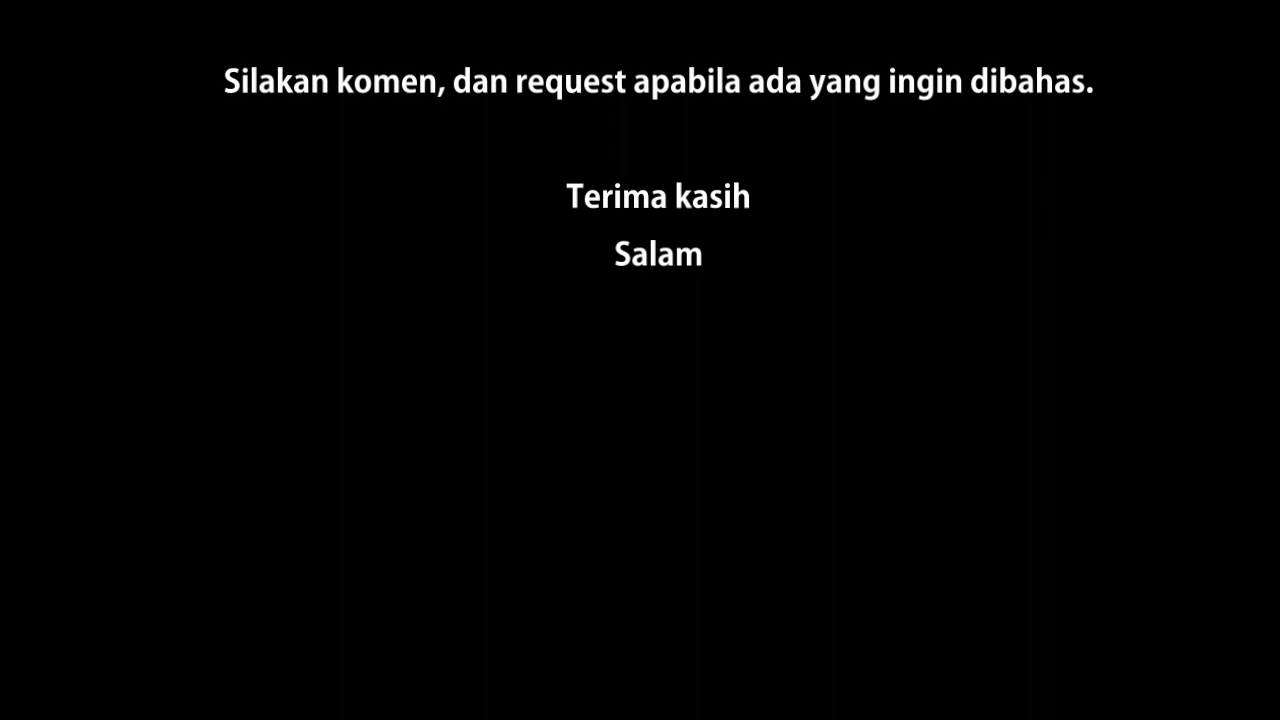 Silakan komen, dan request apabila ada yang ingin dibahas.
Terima kasih
Salam